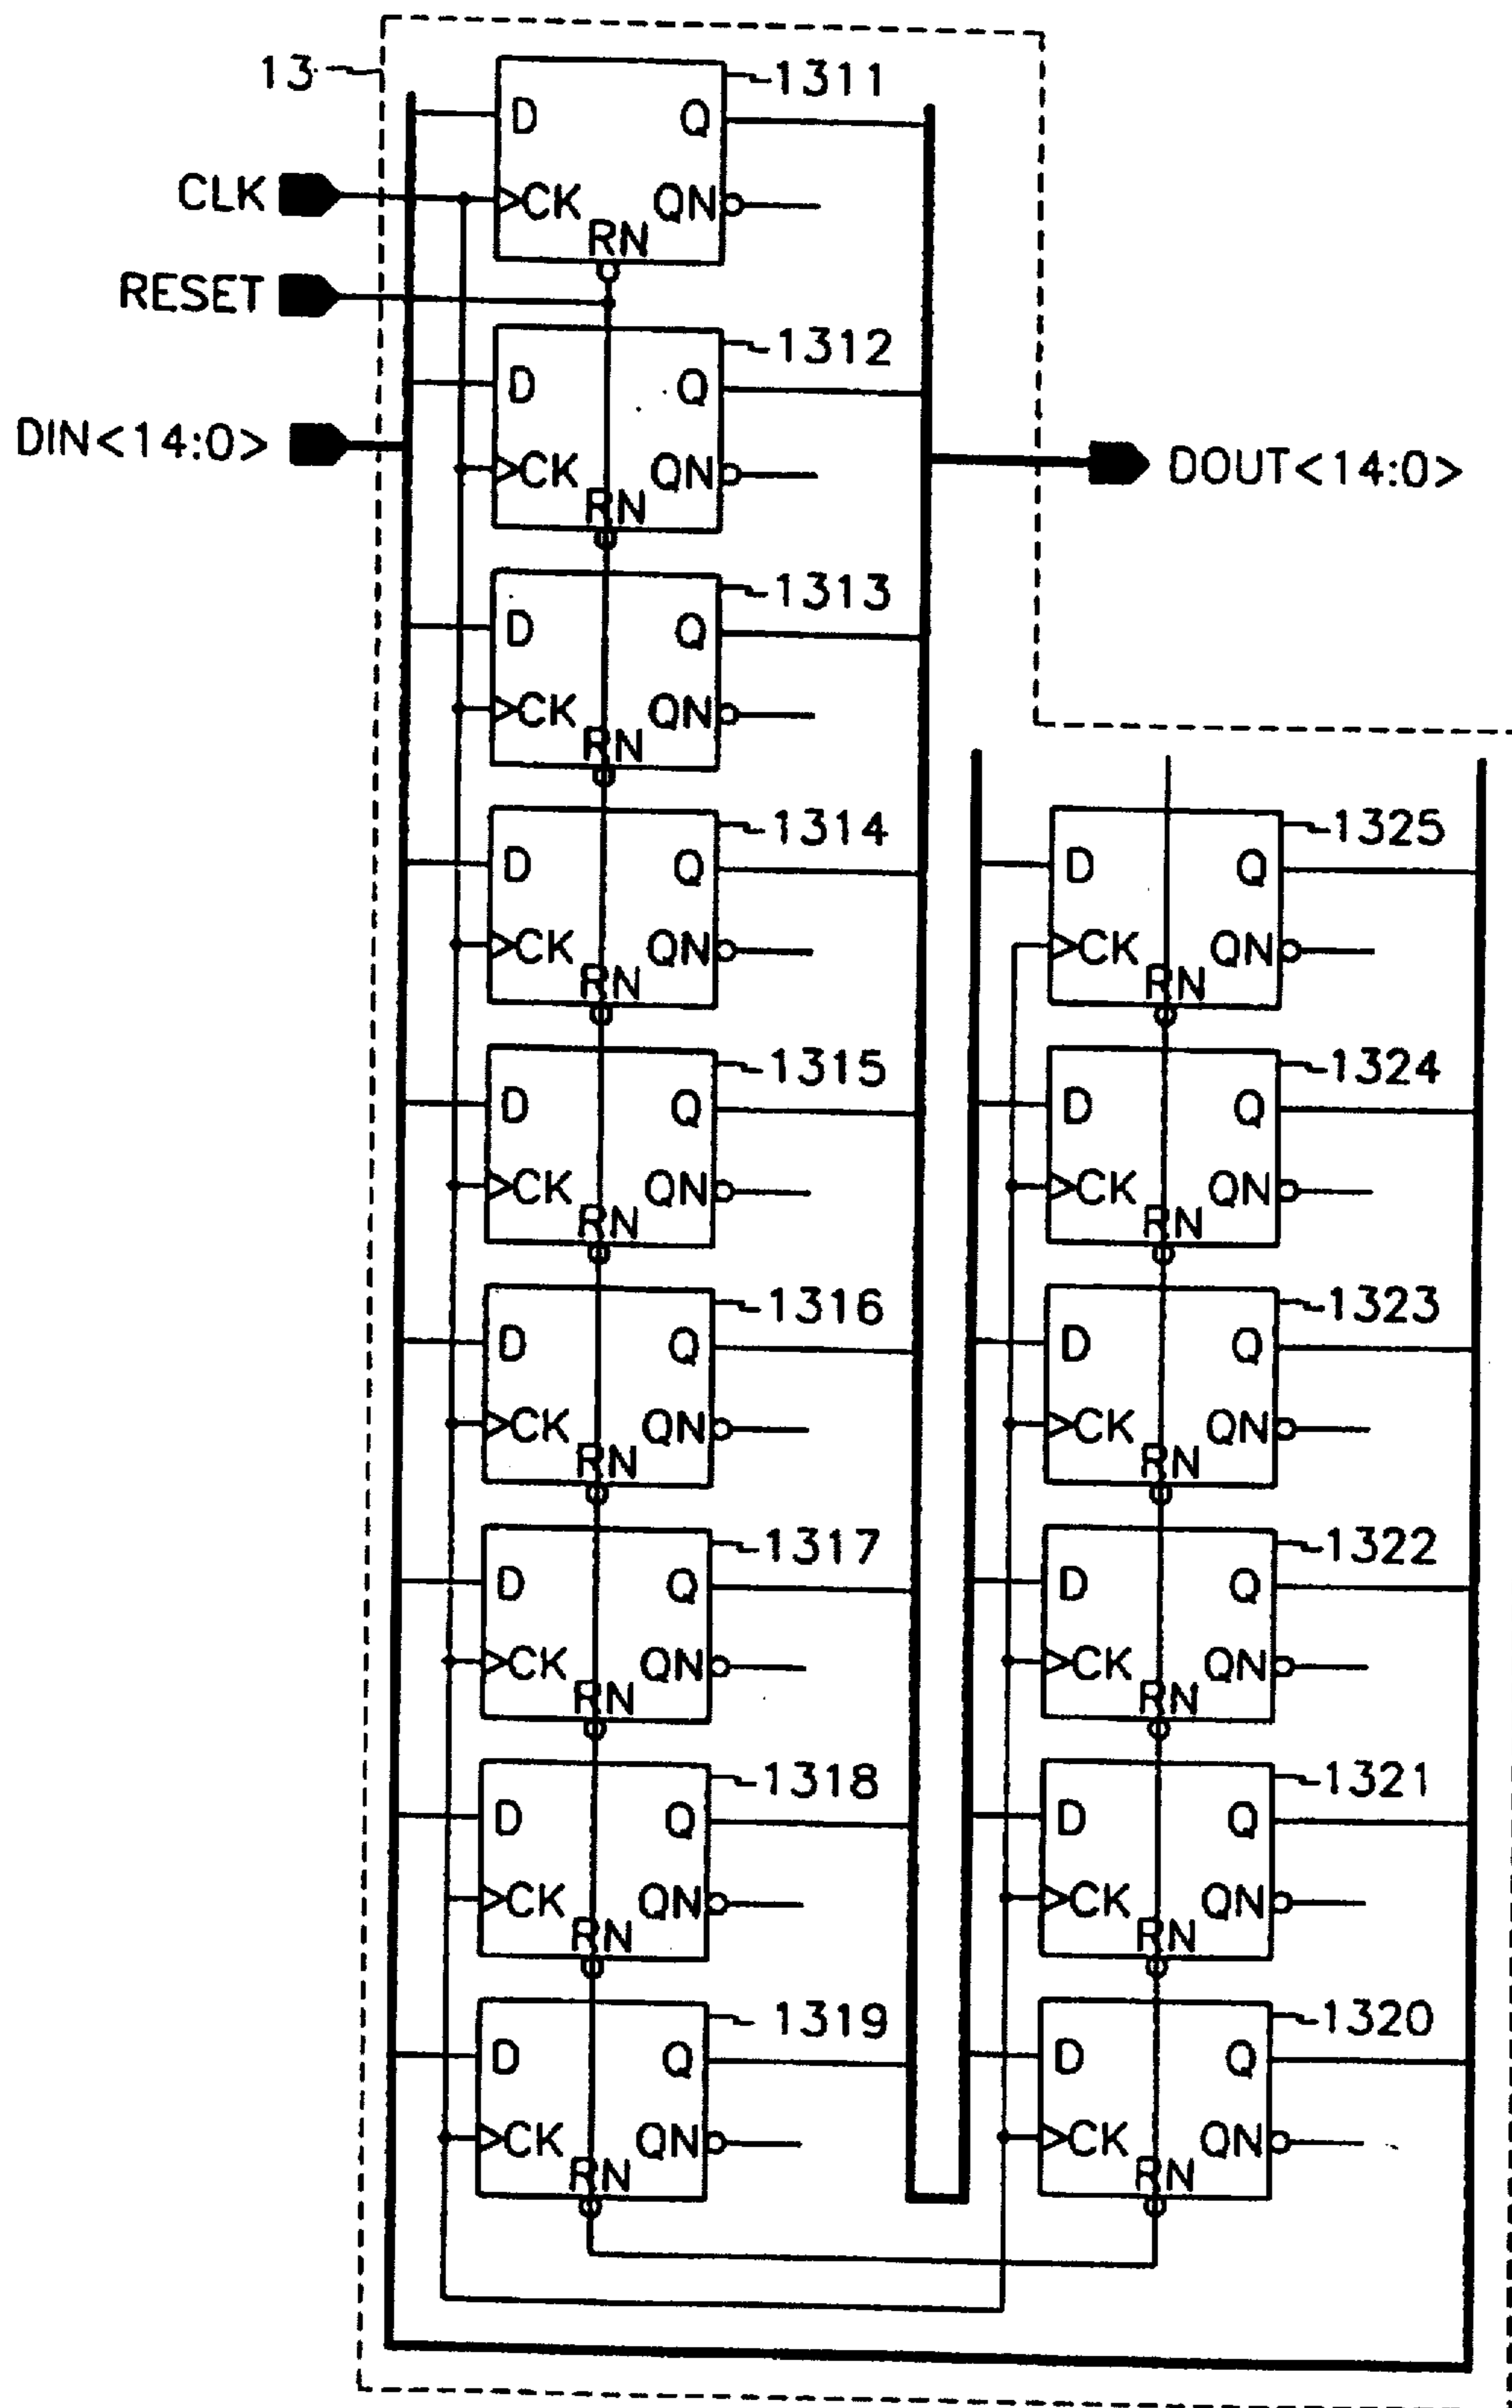 13
1311
D Q
CLK
CK QN
RN
RESET
1312
D Q
DIN<14:0>
DOUT<14:0>
CK QN
RN
1313
D Q
CK QN
RN
1314
D Q
CK QN
RN
1325
D Q
CK QN
RN
1315
D Q
CK QN
RN
1324
D Q
CK QN
RN
1316
D Q
CK QN
RN
1323
D Q
CK QN
RN
1317
D Q
CK QN
RN
1322
D Q
CK QN
RN
1318
D Q
CK QN
RN
1321
D Q
CK QN
RN
1319
D Q
CK QN
RN
1320
D Q
CK QN
RN